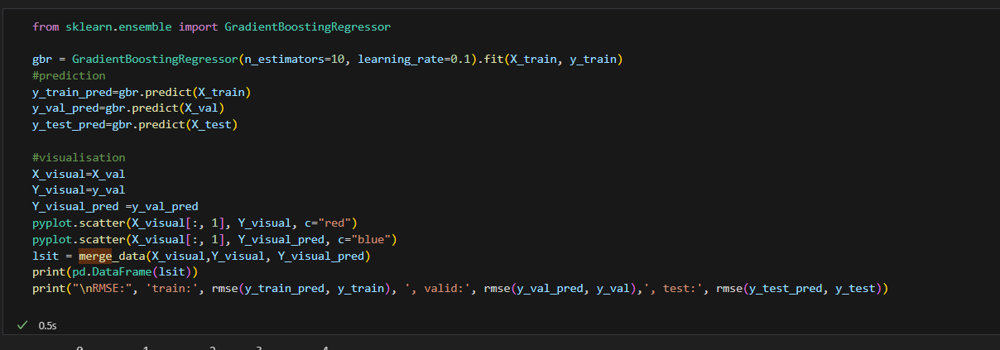 from sklearn.ensemble import GradientBoostingRegressor
gbr = GradientBoostingRegressor(n_estimators=10, learning_rate=0.1).fit(X_train, y_train)
#prediction
y_train_pred=gbr.predict(X_train)
y_val_pred=gbr.predict(X_val)
y_test_pred=gbr.predict(X_test)
#visualisation
X_visual=X_val
Y_visual=y_val
Y_visual_pred =y_val_pred
pyplot.scatter(X_visual[:, 1], Y_visual, c="red")
pyplot.scatter(X_visual[:, 1], Y_visual_pred, c="blue")
lsit = merge_data(X_visual,Y_visual, Y_visual_pred)
print(pd.DataFrame(lsit))
print("\nRMSE:", 'train:', rmse(y_train_pred, y_train), ', valid:', rmse(y_val_pred, y_val),', test:', rmse(y_test_pred, y_test))
0.5s